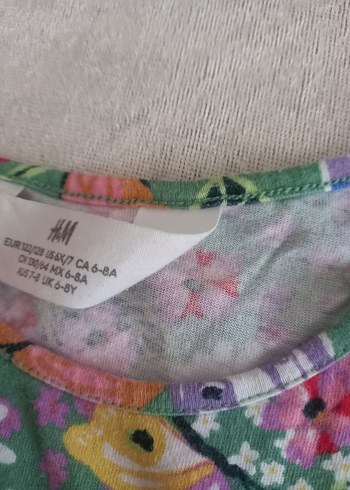 H&M
EUR 122/128 US 6X/7 CA 6-8A
CN 130/64 MX 6-8A
AUS 7-8 UK 6-8Y